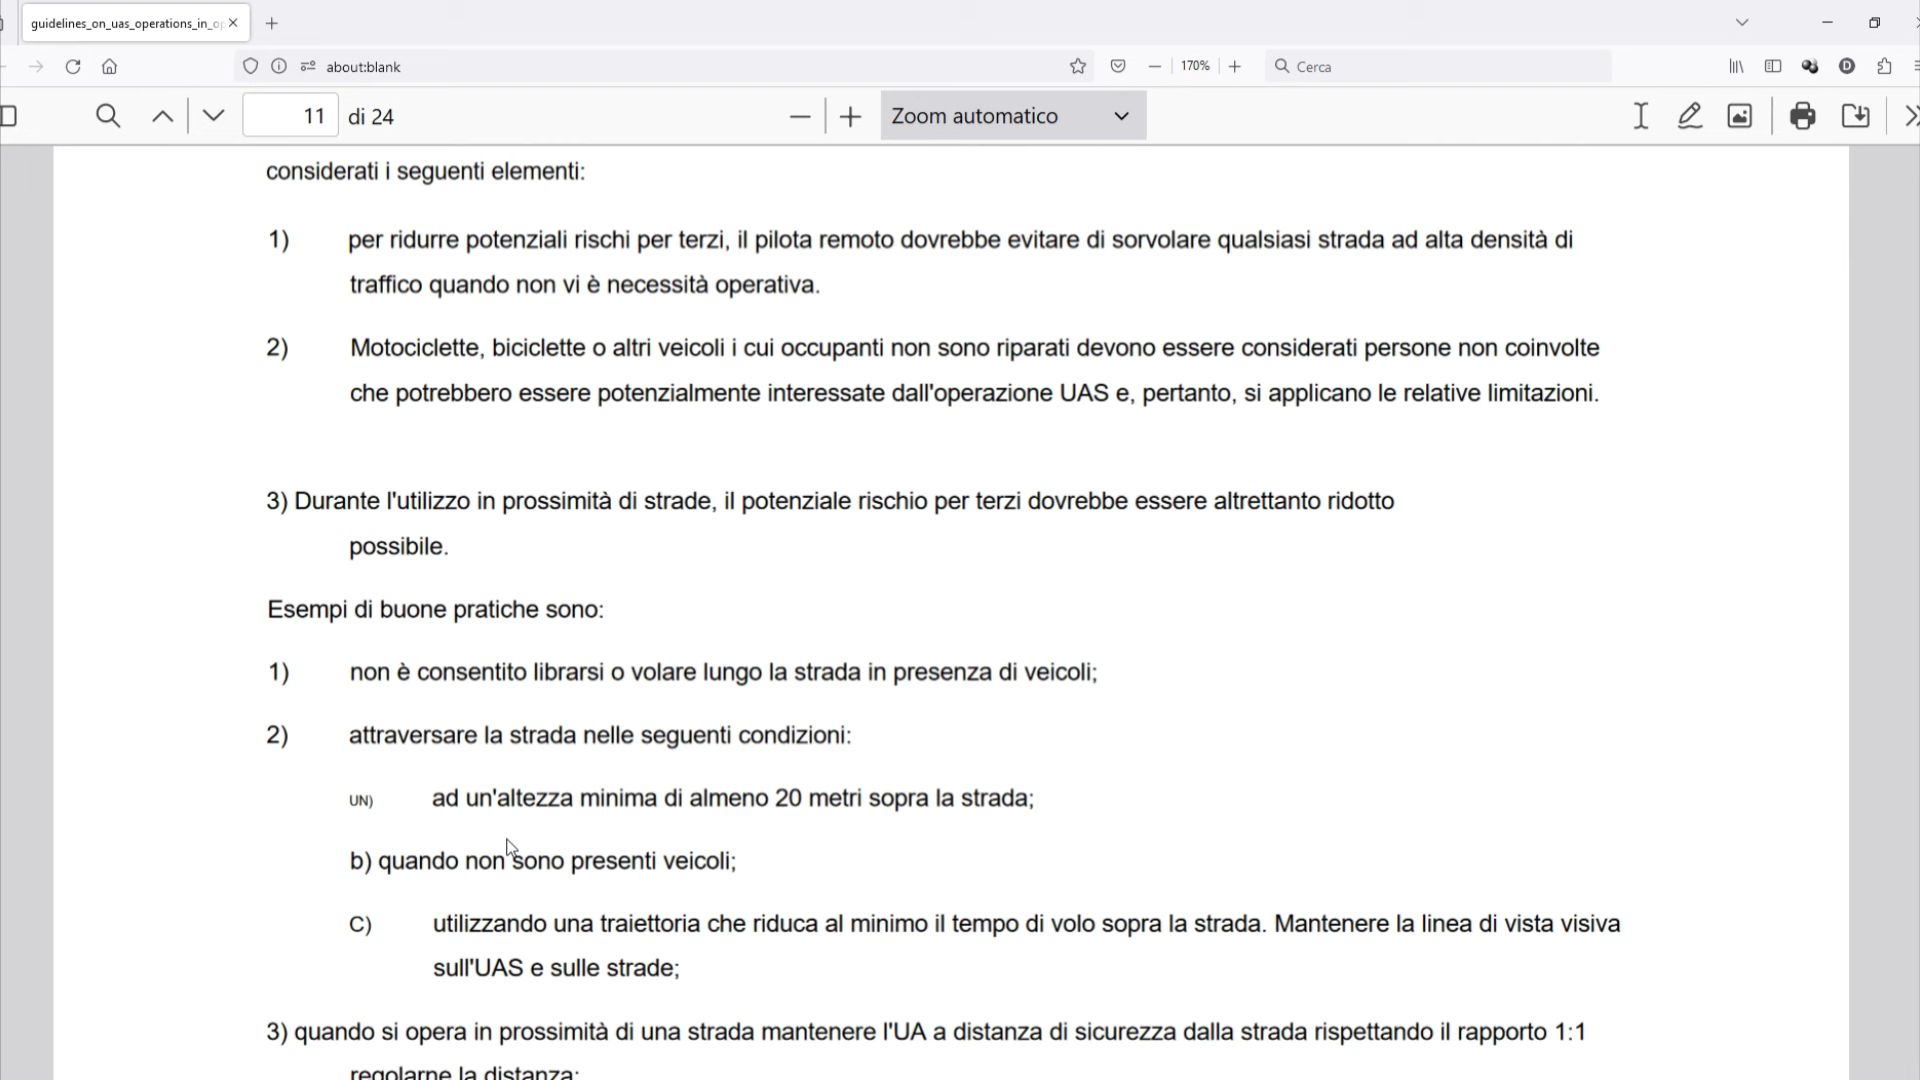 guidelines_on_uas_operations_in_o
about:blank
170%
Cerca
11 di 24
Zoom automatico
considerati i seguenti elementi:
1) per ridurre potenziali rischi per terzi, il pilota remoto dovrebbe evitare di sorvolare qualsiasi strada ad alta densità di
traffico quando non vi è necessità operativa.
2) Motociclette, biciclette o altri veicoli i cui occupanti non sono riparati devono essere considerati persone non coinvolte
che potrebbero essere potenzialmente interessate dall'operazione UAS e, pertanto, si applicano le relative limitazioni.
3) Durante l'utilizzo in prossimità di strade, il potenziale rischio per terzi dovrebbe essere altrettanto ridotto
possibile.
Esempi di buone pratiche sono:
1) non è consentito librarsi o volare lungo la strada in presenza di veicoli;
2) attraversare la strada nelle seguenti condizioni:
UN) ad un'altezza minima di almeno 20 metri sopra la strada;
b) quando non sono presenti veicoli;
C) utilizzando una traiettoria che riduca al minimo il tempo di volo sopra la strada. Mantenere la linea di vista visiva
sull'UAS e sulle strade;
3) quando si opera in prossimità di una strada mantenere l'UA a distanza di sicurezza dalla strada rispettando il rapporto 1:1
regolarne la distanza;